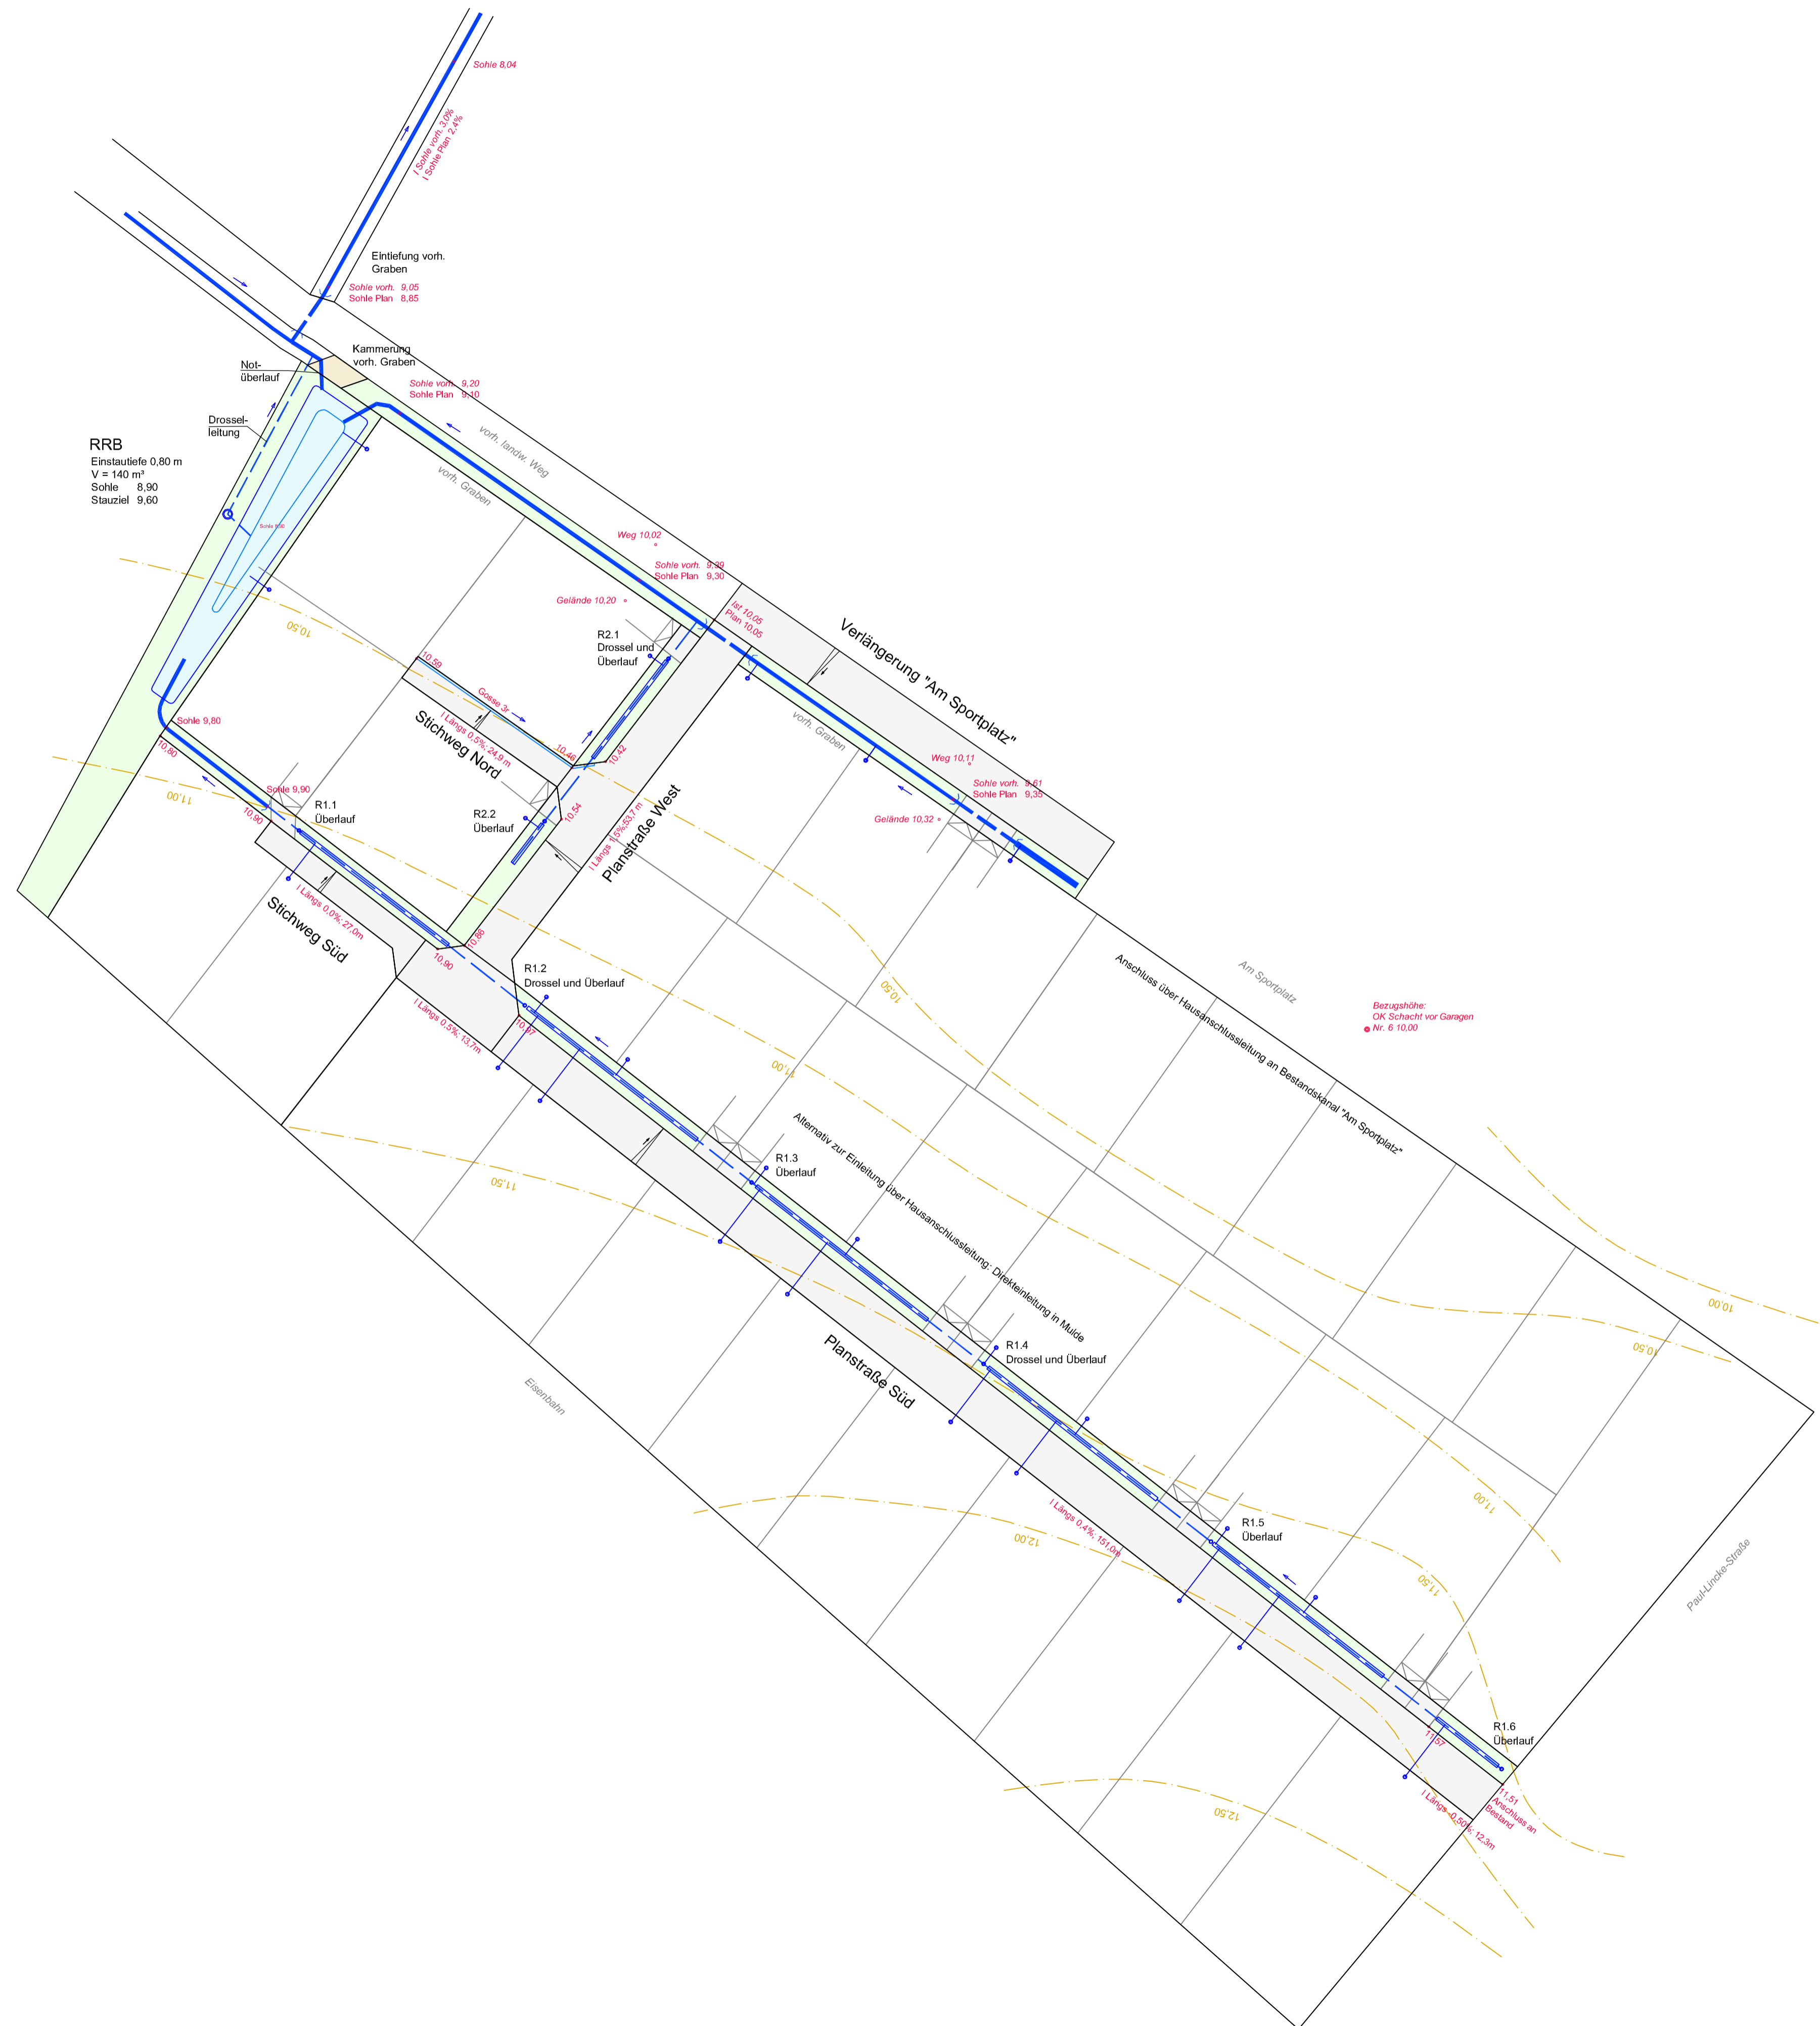 Sohle 8,04
I Sohle vorh. 3,0%
I Sohle Plan 2,4%
Eintiefung vorh.
Graben
Sohle vorh. 9,05
Sohle Plan 8,85
Kammerung
vorh. Graben
Not-
überlauf
Sohle vorh. 9,20
Sohle Plan 9,10
Drossel-
leitung
RRB
Einstautiefe 0,80 m
V = 140 m³
Sohle 8,90
Stauziel 9,60
vorh. landw. Weg
vorh. Graben
Weg 10,02
Sohle vorh. 9,39
Sohle Plan 9,30
Gelände 10,20
Ist 10.05
Plan 10.05
Verlängerung "Am Sportplatz"
10,50
R2.1
Drossel und
Überlauf
10,59
Gosse 3r
I Längs 0,5%; 24,9 m
Stichweg Nord
10,46
10,42
vorh. Graben
Weg 10,11
Sohle vorh. 9,61
Sohle Plan 9,35
Gelände 10,32
Sohle 9,80
10,80
11,00
Sohle 9,90
10,90
R1.1
Überlauf
R2.2
Überlauf
10,54
I Längs 1,5%;53,7 m
Planstraße West
I Längs 0,0%; 27,0m
Stichweg Süd
10,86
10,90
R1.2
Drossel und Überlauf
10,97
I Längs 0,5%; 13,7m
10,50
Anschluss über Hausanschlussleitung an Bestandskanal "Am Sportplatz"
Am Sportplatz
Bezugshöhe:
OK Schacht vor Garagen
Nr. 6 10,00
11,00
Alternativ zur Einleitung über Hausanschlussleitung: Direkteinleitung in Mulde
R1.3
Überlauf
11,50
10,00
10,50
R1.4
Drossel und Überlauf
Planstraße Süd
Eisenbahn
11,00
I Längs 0,4%; 151,0m
12,00
R1.5
Überlauf
11,50
Paul-Lincke-Straße
R1.6
Überlauf
11,57
11,51
Anschluss an
Bestand
I Längs -0,50%; 12,3m
12,50